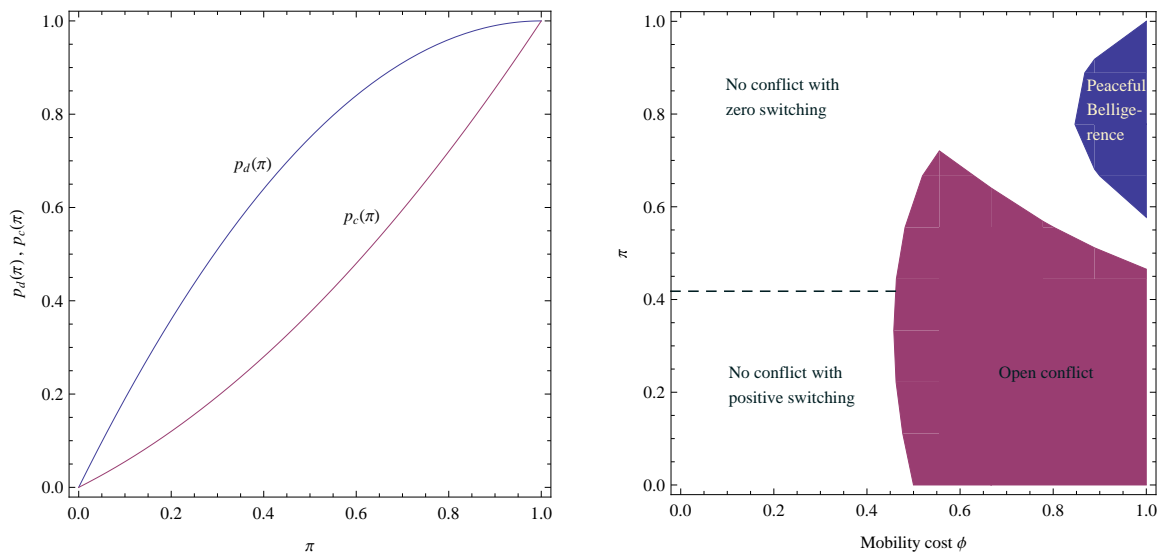 1.0
0.8
0.6
0.4
0.2
0.0
p_d(π) , p_c(π)
p_d(π)
p_c(π)
0.0 0.2 0.4 0.6 0.8 1.0
π
1.0
0.8
0.6
0.4
0.2
0.0
π
No conflict with
zero switching
Peaceful
Bellige-
rence
No conflict with
positive switching
Open conflict
0.0 0.2 0.4 0.6 0.8 1.0
Mobility cost ϕ